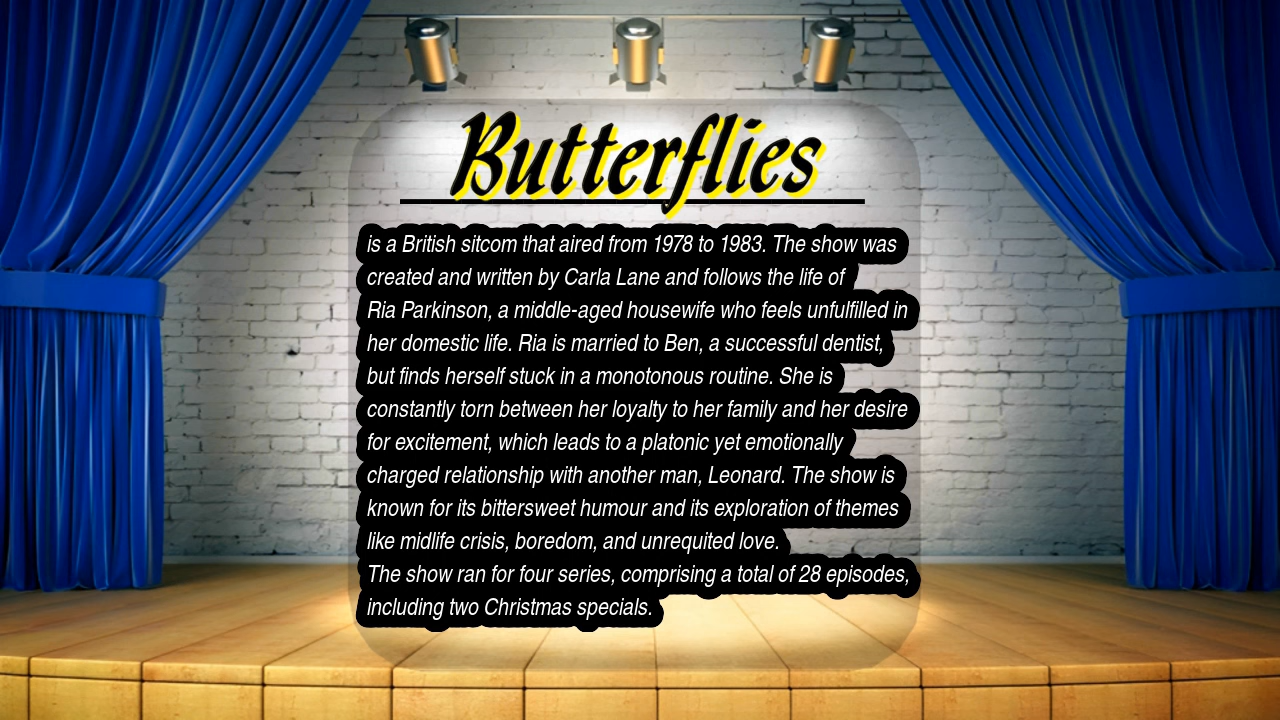 Butterflies
is a British sitcom that aired from 1978 to 1983. The show was
created and written by Carla Lane and follows the life of
Ria Parkinson, a middle-aged housewife who feels unfulfilled in
her domestic life. Ria is married to Ben, a successful dentist,
but finds herself stuck in a monotonous routine. She is
constantly torn between her loyalty to her family and her desire
for excitement, which leads to a platonic yet emotionally
charged relationship with another man, Leonard. The show is
known for its bittersweet humour and its exploration of themes
like midlife crisis, boredom, and unrequited love.
The show ran for four series, comprising a total of 28 episodes,
including two Christmas specials.